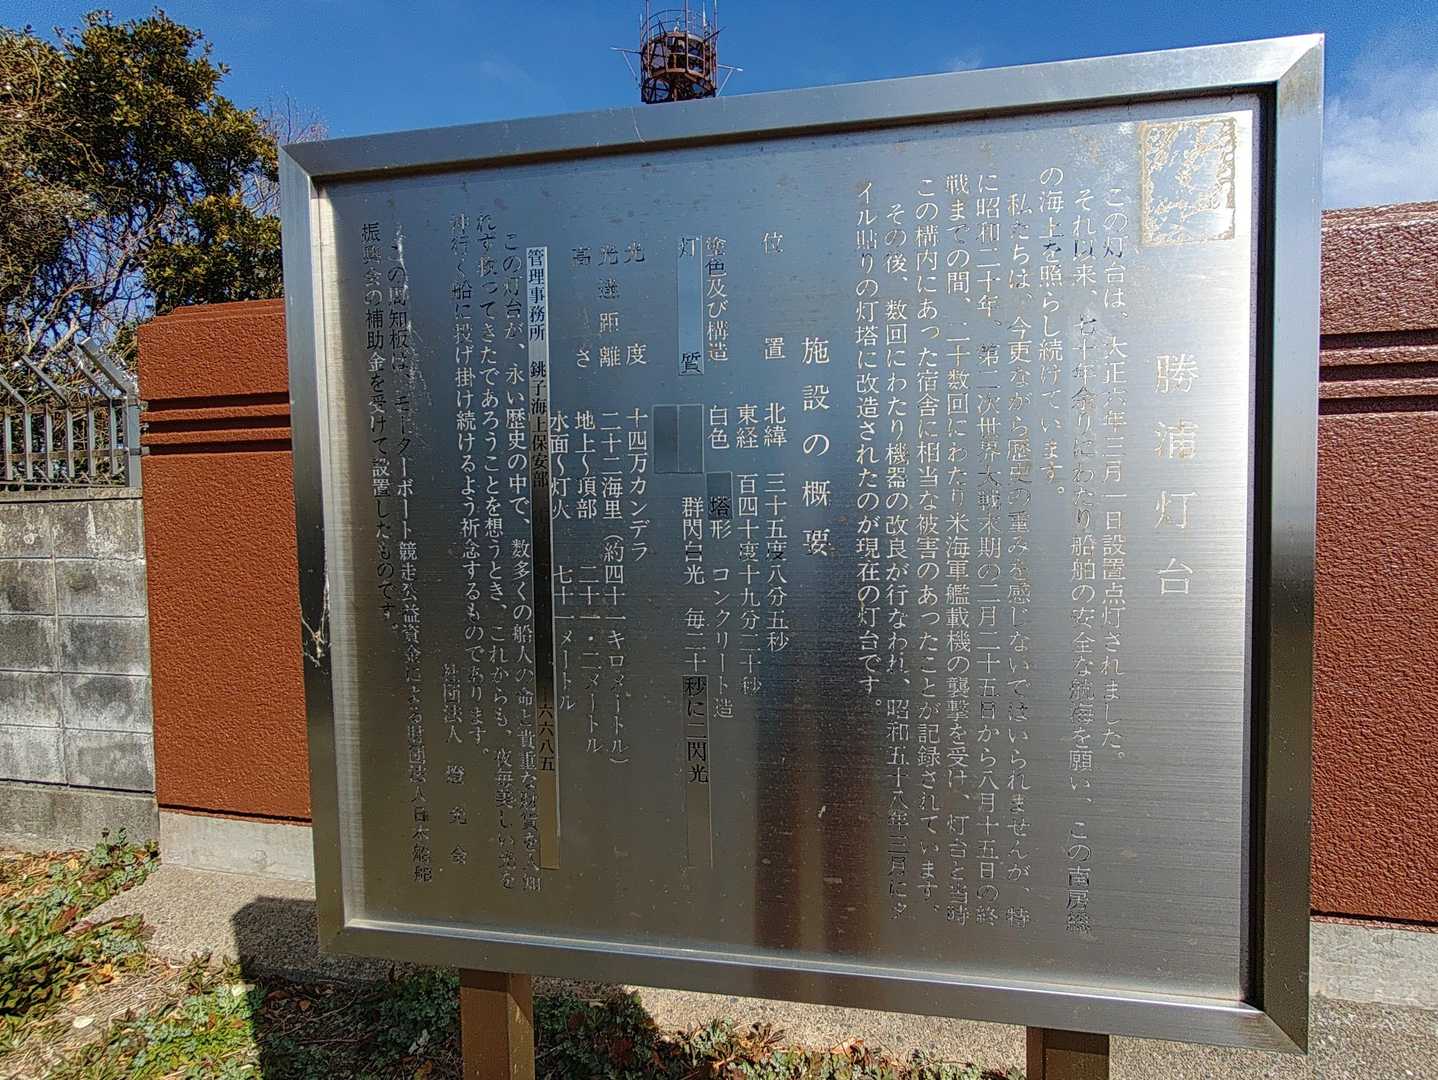 勝浦灯台
この灯台は、大正六年三月一日設置点灯されました。
それ以来、七十年余りにわたり船舶の安全な航海を願い、この南房総
の海上を照らし続けています。
私たちは、今更ながら歴史の重みを感じないではいられませんが、特
に昭和二十年、第二次世界大戦末期の二月二十五日から八月十五日の終
戦までの間、二十数回にわたり米海軍艦載機の襲撃を受け、灯台と当時
この構内にあった宿舎に相当な被害のあったことが記録されています。
その後、数回にわたり機器の改良が行なわれ、昭和五十八年三月にタ
イル貼りの灯塔に改造されたのが現在の灯台です。
施設の概要
位置 北緯 三十五度八分五秒
東経 百四十度十九分二十秒
塗色及び構造 白色 塔形 コンクリート造
灯質 群閃白光 毎二十秒に二閃光
光度 十四万カンデラ
光達距離 二十二海里（約四十一キロメートル）
高さ 地上〜頂部 二十一・二メートル
水面〜灯火 七十一メートル
管理事務所 銚子海上保安部 六六八五
この灯台が、永い歴史の中で、数多くの船人の命と貴重な財貨を人知
れず救ってきたであろうことを想うとき、これからも、夜毎美しい光を
沖行く船に投げ掛け続けるよう祈念するものであります。
社団法人 燈光会
この周知板は、モーターボート競走公益資金による財団法人日本船舶
振興会の補助金を受けて設置したものです。